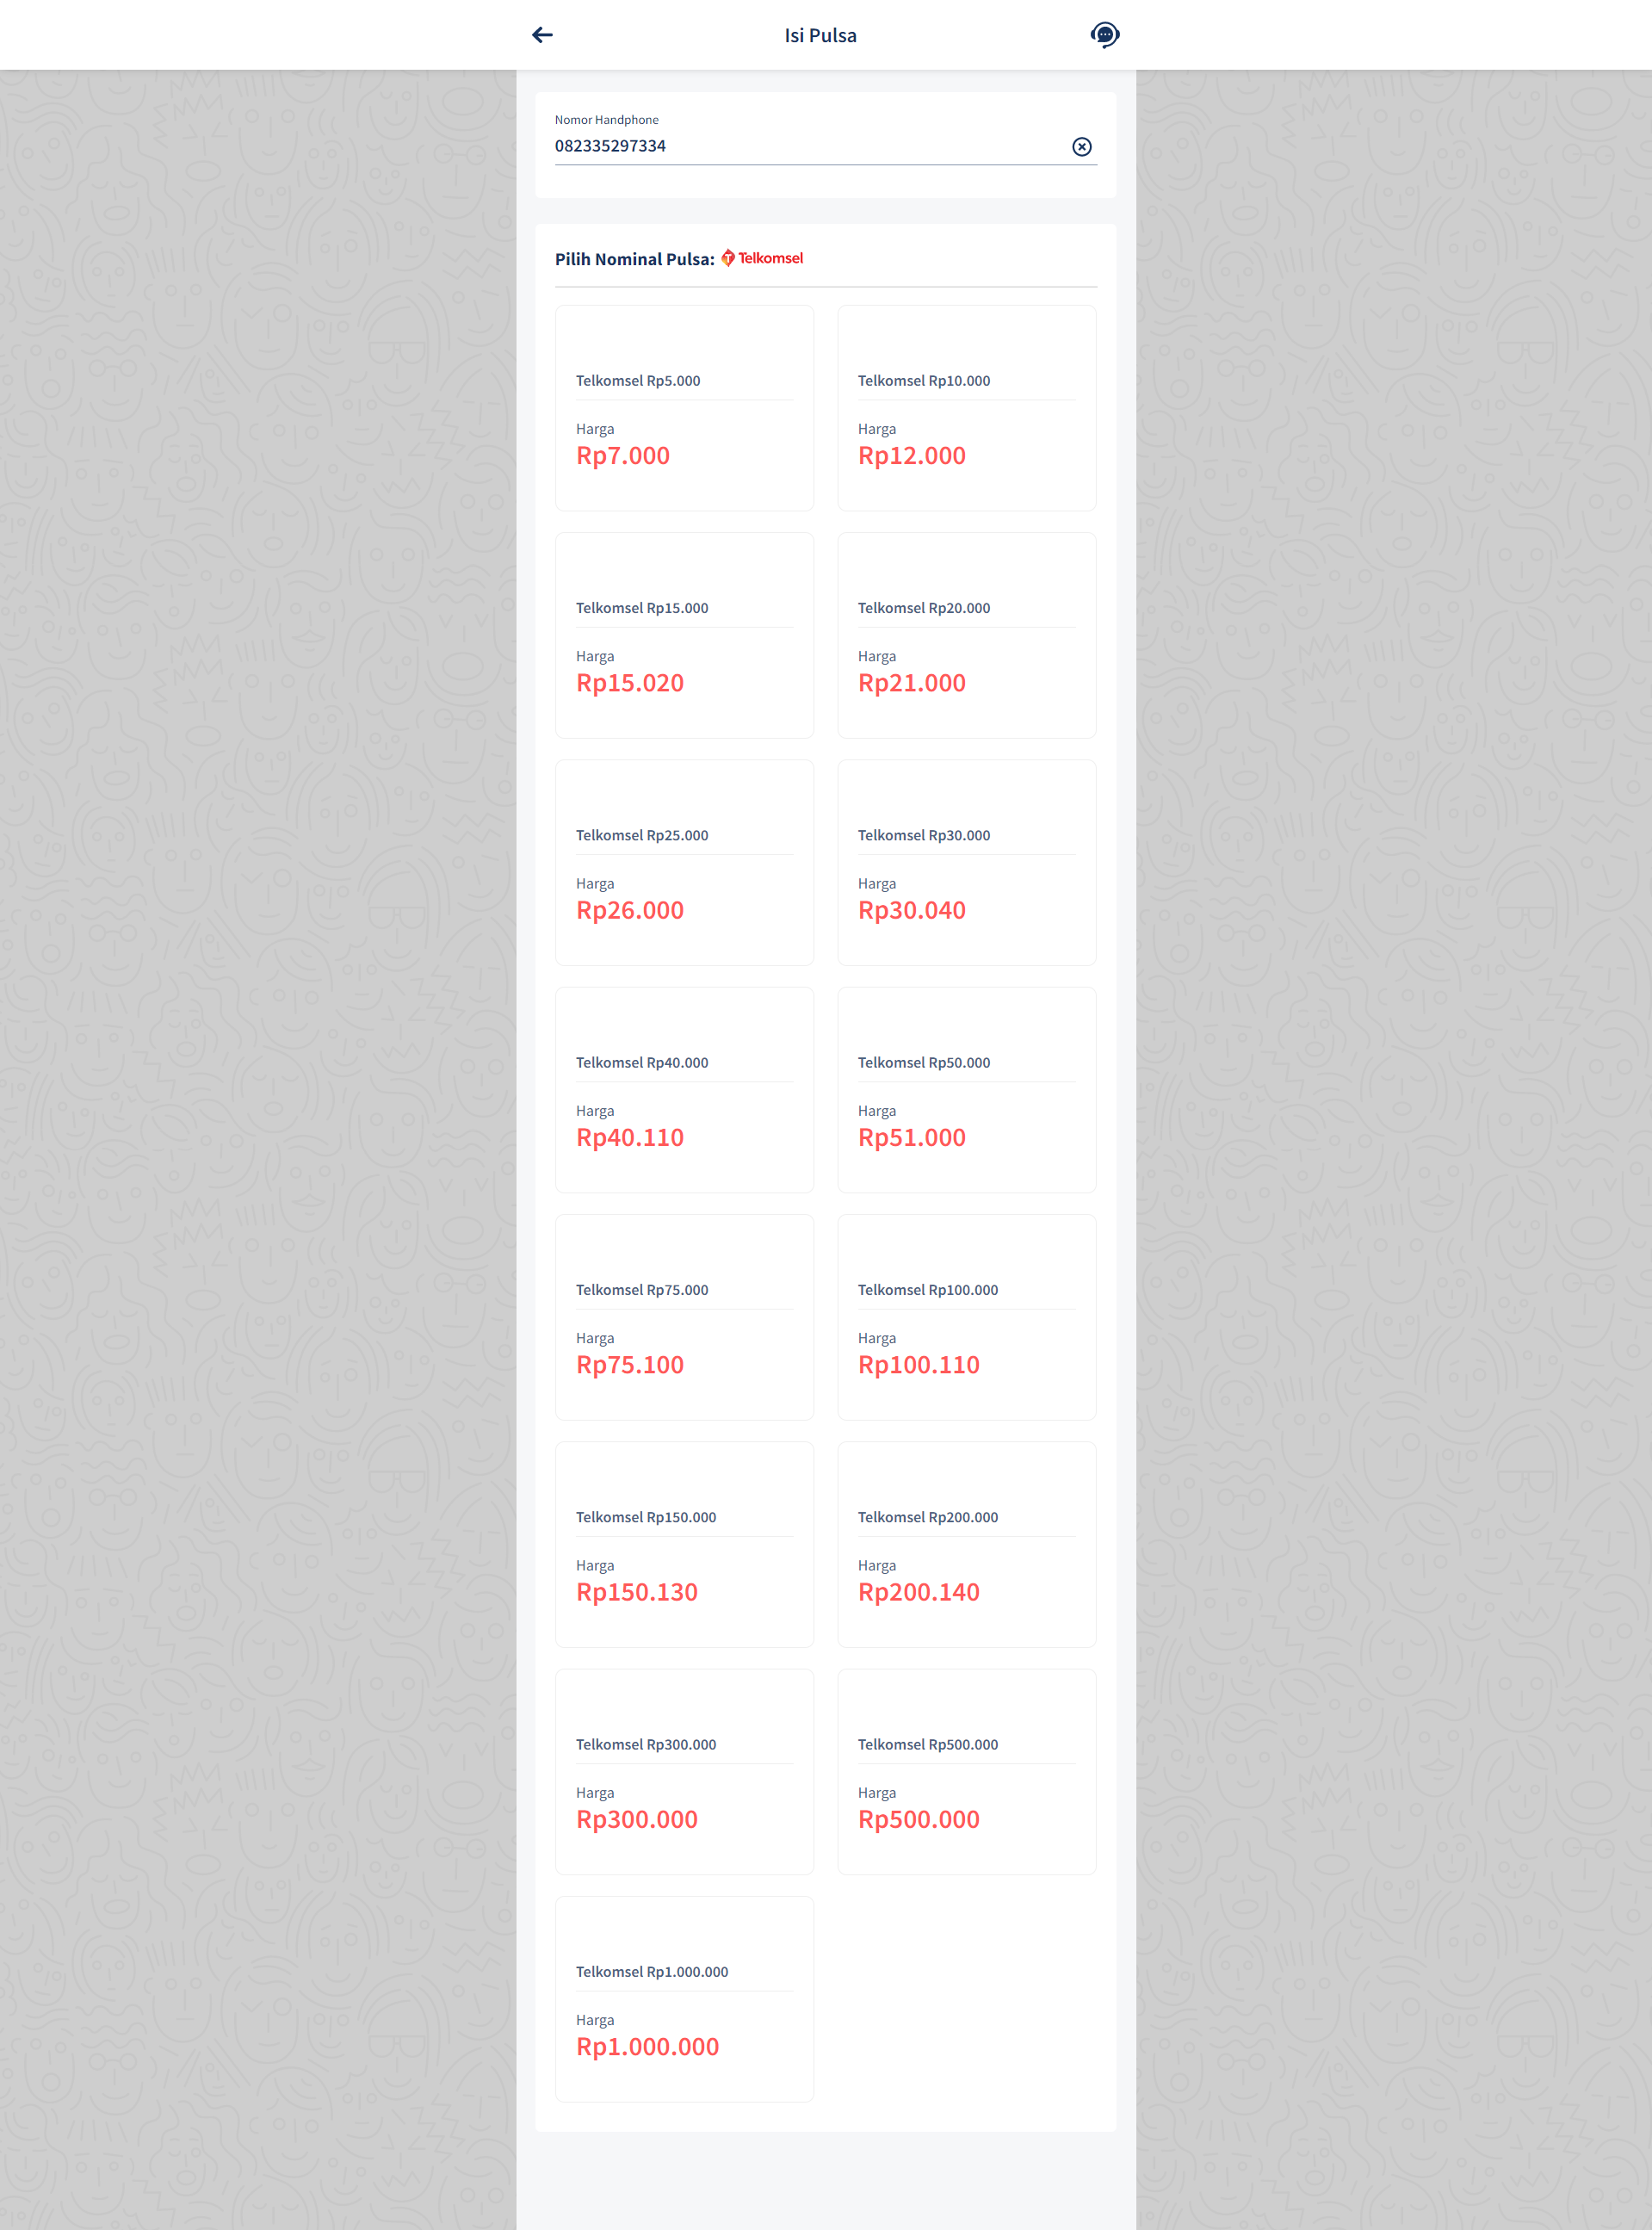 Isi Pulsa
Nomor Handphone
082335297334
Pilih Nominal Pulsa: Telkomsel
Telkomsel Rp5.000
Harga
Rp7.000
Telkomsel Rp10.000
Harga
Rp12.000
Telkomsel Rp15.000
Harga
Rp15.020
Telkomsel Rp20.000
Harga
Rp21.000
Telkomsel Rp25.000
Harga
Rp26.000
Telkomsel Rp30.000
Harga
Rp30.040
Telkomsel Rp40.000
Harga
Rp40.110
Telkomsel Rp50.000
Harga
Rp51.000
Telkomsel Rp75.000
Harga
Rp75.100
Telkomsel Rp100.000
Harga
Rp100.110
Telkomsel Rp150.000
Harga
Rp150.130
Telkomsel Rp200.000
Harga
Rp200.140
Telkomsel Rp300.000
Harga
Rp300.000
Telkomsel Rp500.000
Harga
Rp500.000
Telkomsel Rp1.000.000
Harga
Rp1.000.000